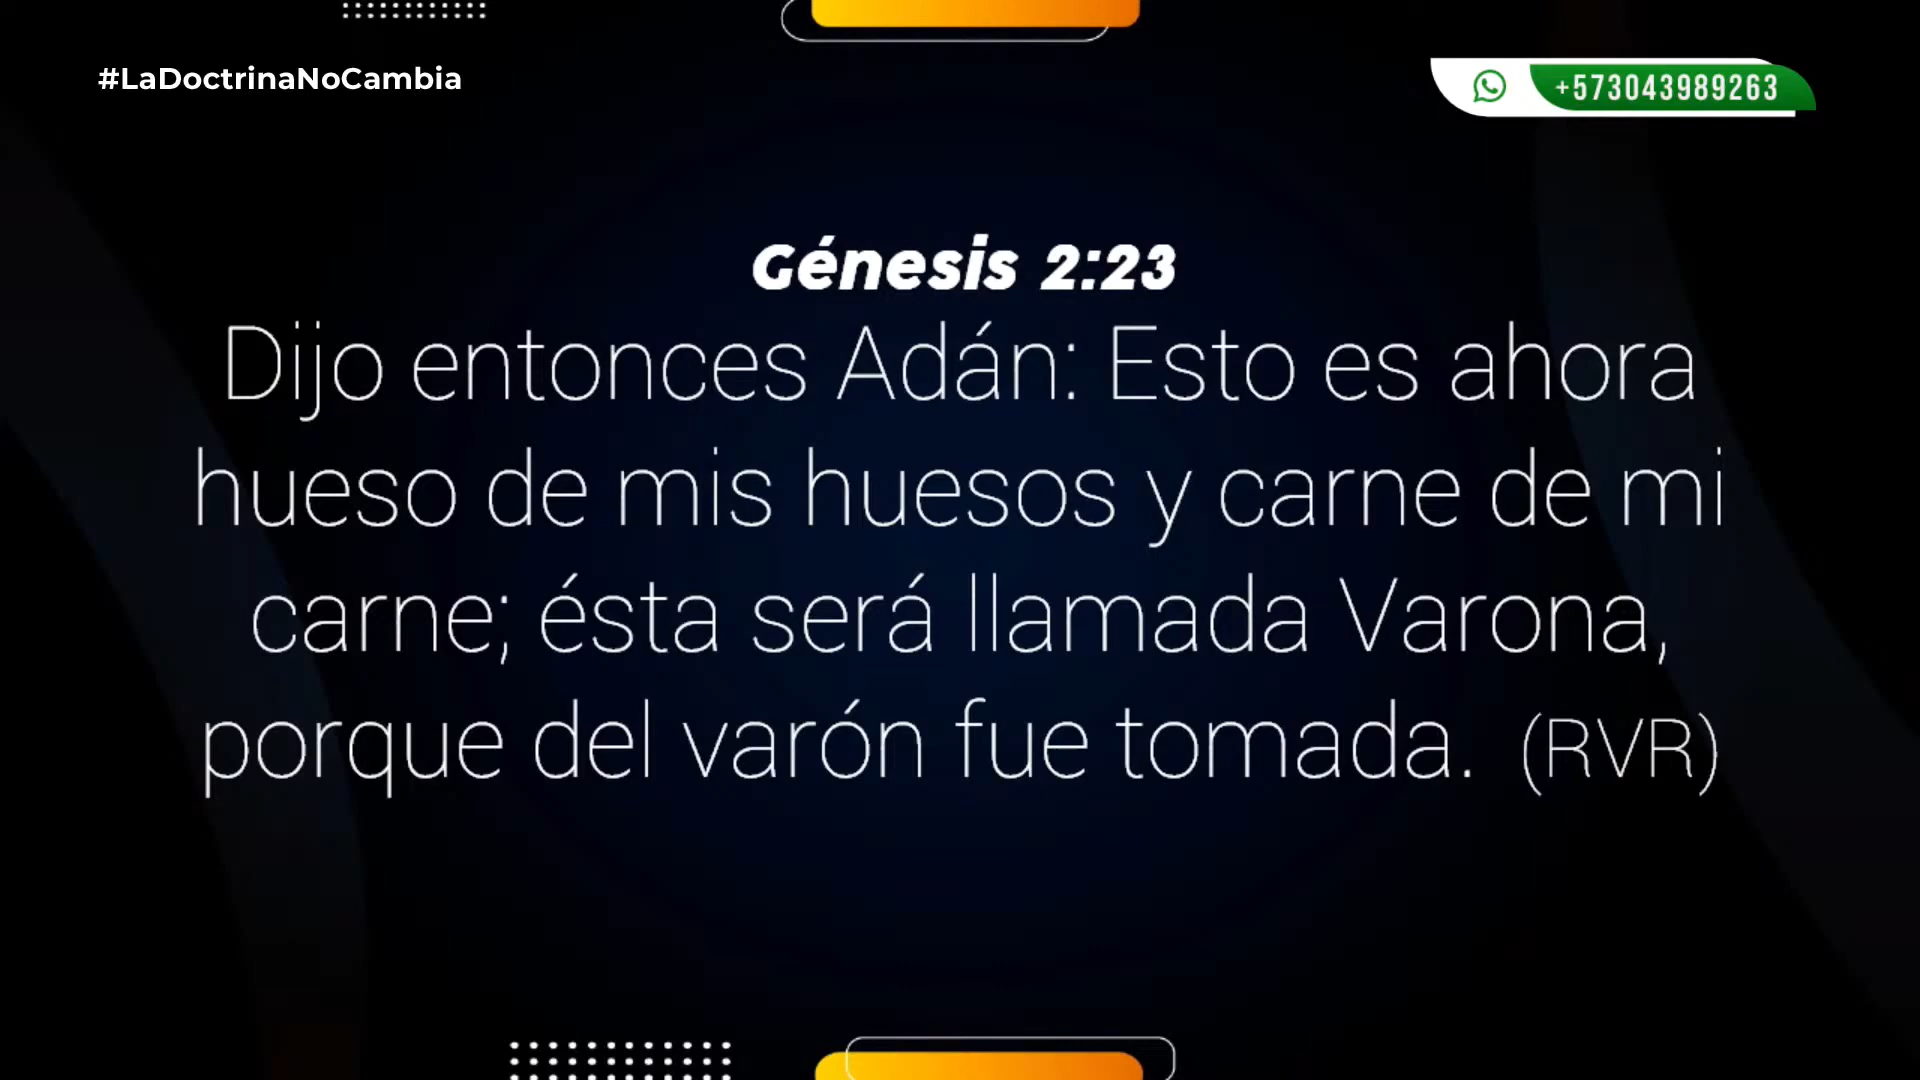 #LaDoctrinaNoCambia
+573043989263
Génesis 2:23
Dijo entonces Adán: Esto es ahora
hueso de mis huesos y carne de mi
carne; ésta será llamada Varona,
porque del varón fue tomada. (RVR)